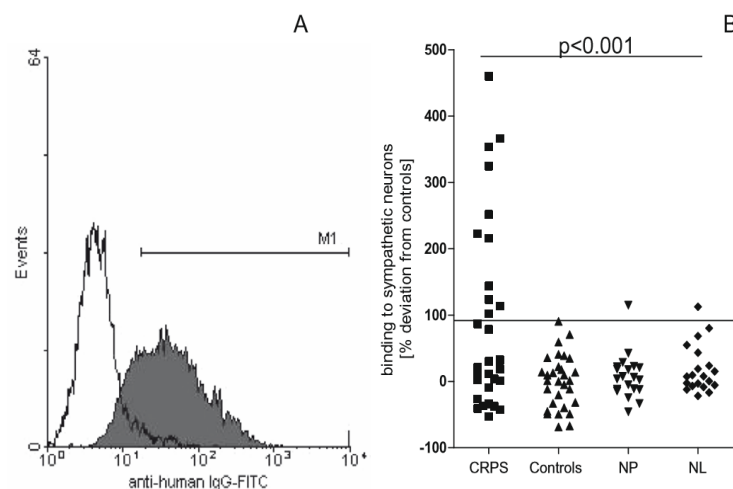 A
64
Events
0
M1
10⁰ 10¹ 10² 10³ 10⁴
anti-human IgG-FITC
B
p<0.001
binding to sympathetic neurons
[% deviation from controls]
500
400
300
200
100
0
-100
CRPS Controls NP NL